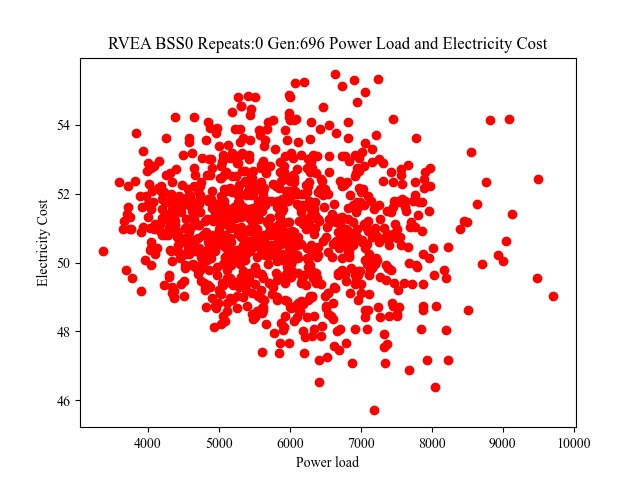 RVEA BSS0 Repeats:0 Gen:696 Power Load and Electricity Cost
Electricity Cost
54
52
50
48
46
4000 5000 6000 7000 8000 9000 10000
Power load